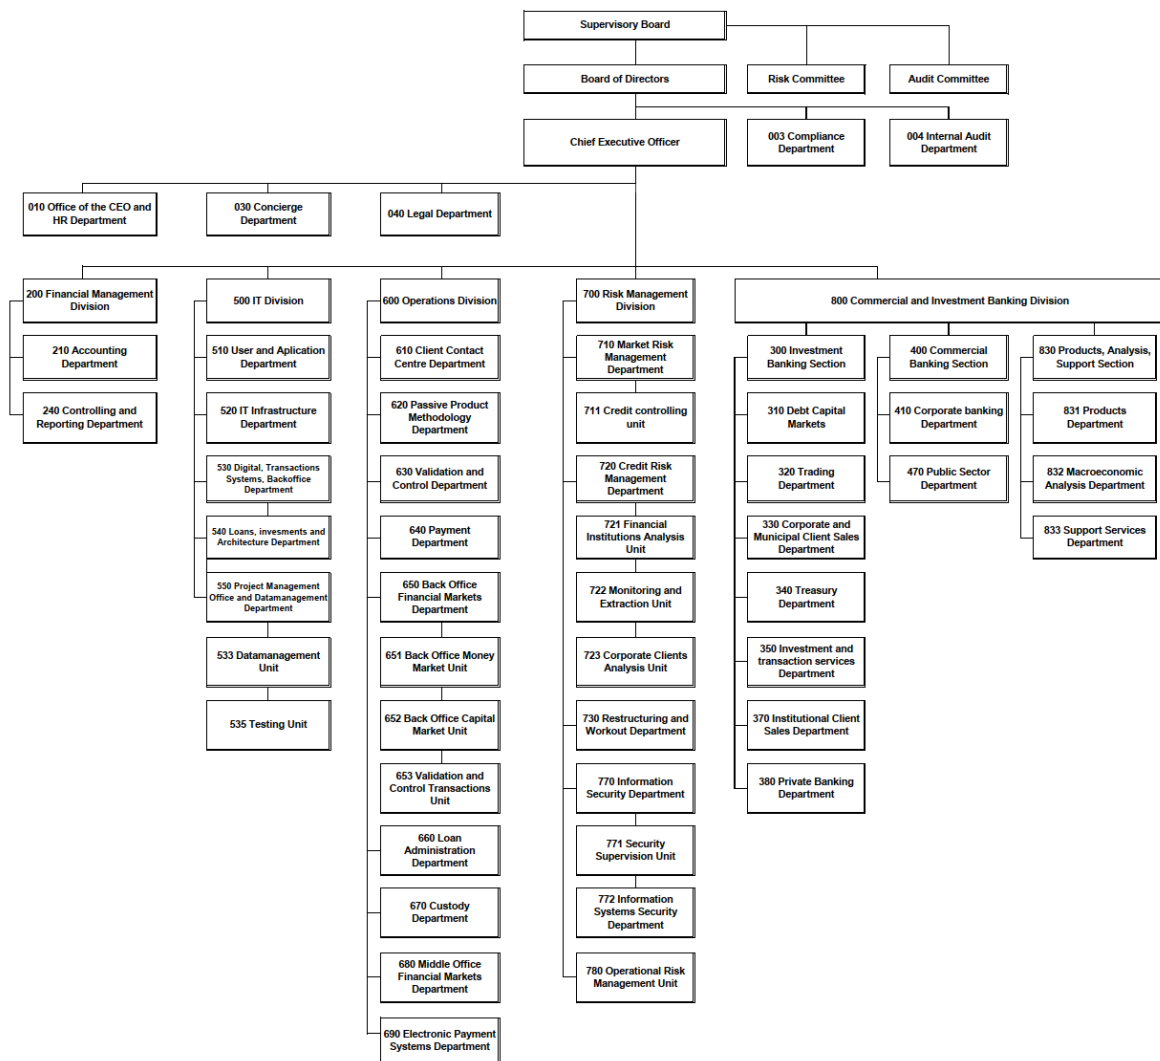 Supervisory Board
Board of Directors
Risk Committee
Audit Committee
Chief Executive Officer
003 Compliance
Department
004 Internal Audit
Department
010 Office of the CEO and
HR Department
030 Concierge
Department
040 Legal Department
200 Financial Management
Division
500 IT Division
600 Operations Division
700 Risk Management
Division
800 Commercial and Investment Banking Division
210 Accounting
Department
240 Controlling and
Reporting Department
510 User and Aplication
Department
520 IT Infrastructure
Department
530 Digital, Transactions
Systems, Backoffice
Department
540 Loans, invesments and
Architecture Department
550 Project Management
Office and Datamanagement
Department
533 Datamanagement
Unit
535 Testing Unit
610 Client Contact
Centre Department
620 Passive Product
Methodology
Department
630 Validation and
Control Department
640 Payment
Department
650 Back Office
Financial Markets
Department
651 Back Office Money
Market Unit
652 Back Office Capital
Market Unit
653 Validation and
Control Transactions
Unit
660 Loan
Administration
Department
670 Custody
Department
680 Middle Office
Financial Markets
Department
690 Electronic Payment
Systems Department
710 Market Risk
Management
Department
711 Credit controlling
unit
720 Credit Risk
Management
Department
721 Financial
Institutions Analysis
Unit
722 Monitoring and
Extraction Unit
723 Corporate Clients
Analysis Unit
730 Restructuring and
Workout Department
770 Information
Security Department
771 Security
Supervision Unit
772 Information
Systems Security
Department
780 Operational Risk
Management Unit
300 Investment
Banking Section
310 Debt Capital
Markets
320 Trading
Department
330 Corporate and
Municipal Client Sales
Department
340 Treasury
Department
350 Investment and
transaction services
Department
370 Institutional Client
Sales Department
380 Private Banking
Department
400 Commercial
Banking Section
410 Corporate banking
Department
470 Public Sector
Department
830 Products, Analysis,
Support Section
831 Products
Department
832 Macroeconomic
Analysis Department
833 Support Services
Department